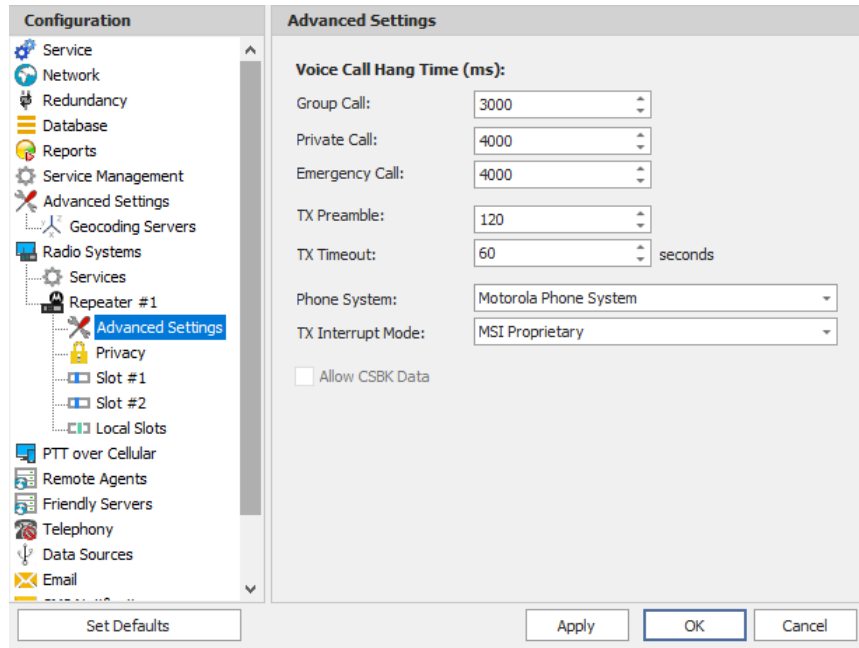 Configuration
Service
Network
Redundancy
Database
Reports
Service Management
Advanced Settings
Geocoding Servers
Radio Systems
Services
Repeater #1
Advanced Settings
Privacy
Slot #1
Slot #2
Local Slots
PTT over Cellular
Remote Agents
Friendly Servers
Telephony
Data Sources
Email
Set Defaults
Advanced Settings
Voice Call Hang Time (ms):
Group Call: 3000
Private Call: 4000
Emergency Call: 4000
TX Preamble: 120
TX Timeout: 60 seconds
Phone System: Motorola Phone System
TX Interrupt Mode: MSI Proprietary
Allow CSBK Data
Apply OK Cancel